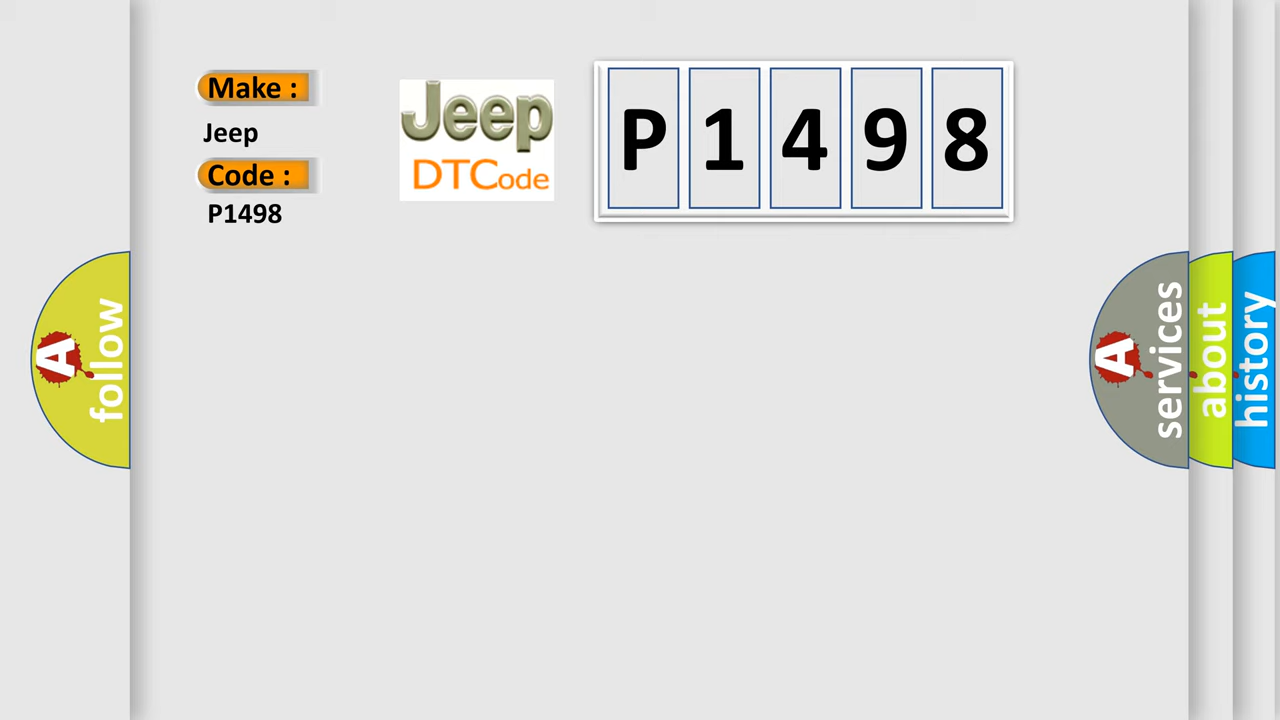 Make :
Jeep
Code :
P1498
Jeep
DTCode
P 1 4 9 8
A follow
A services
about
history